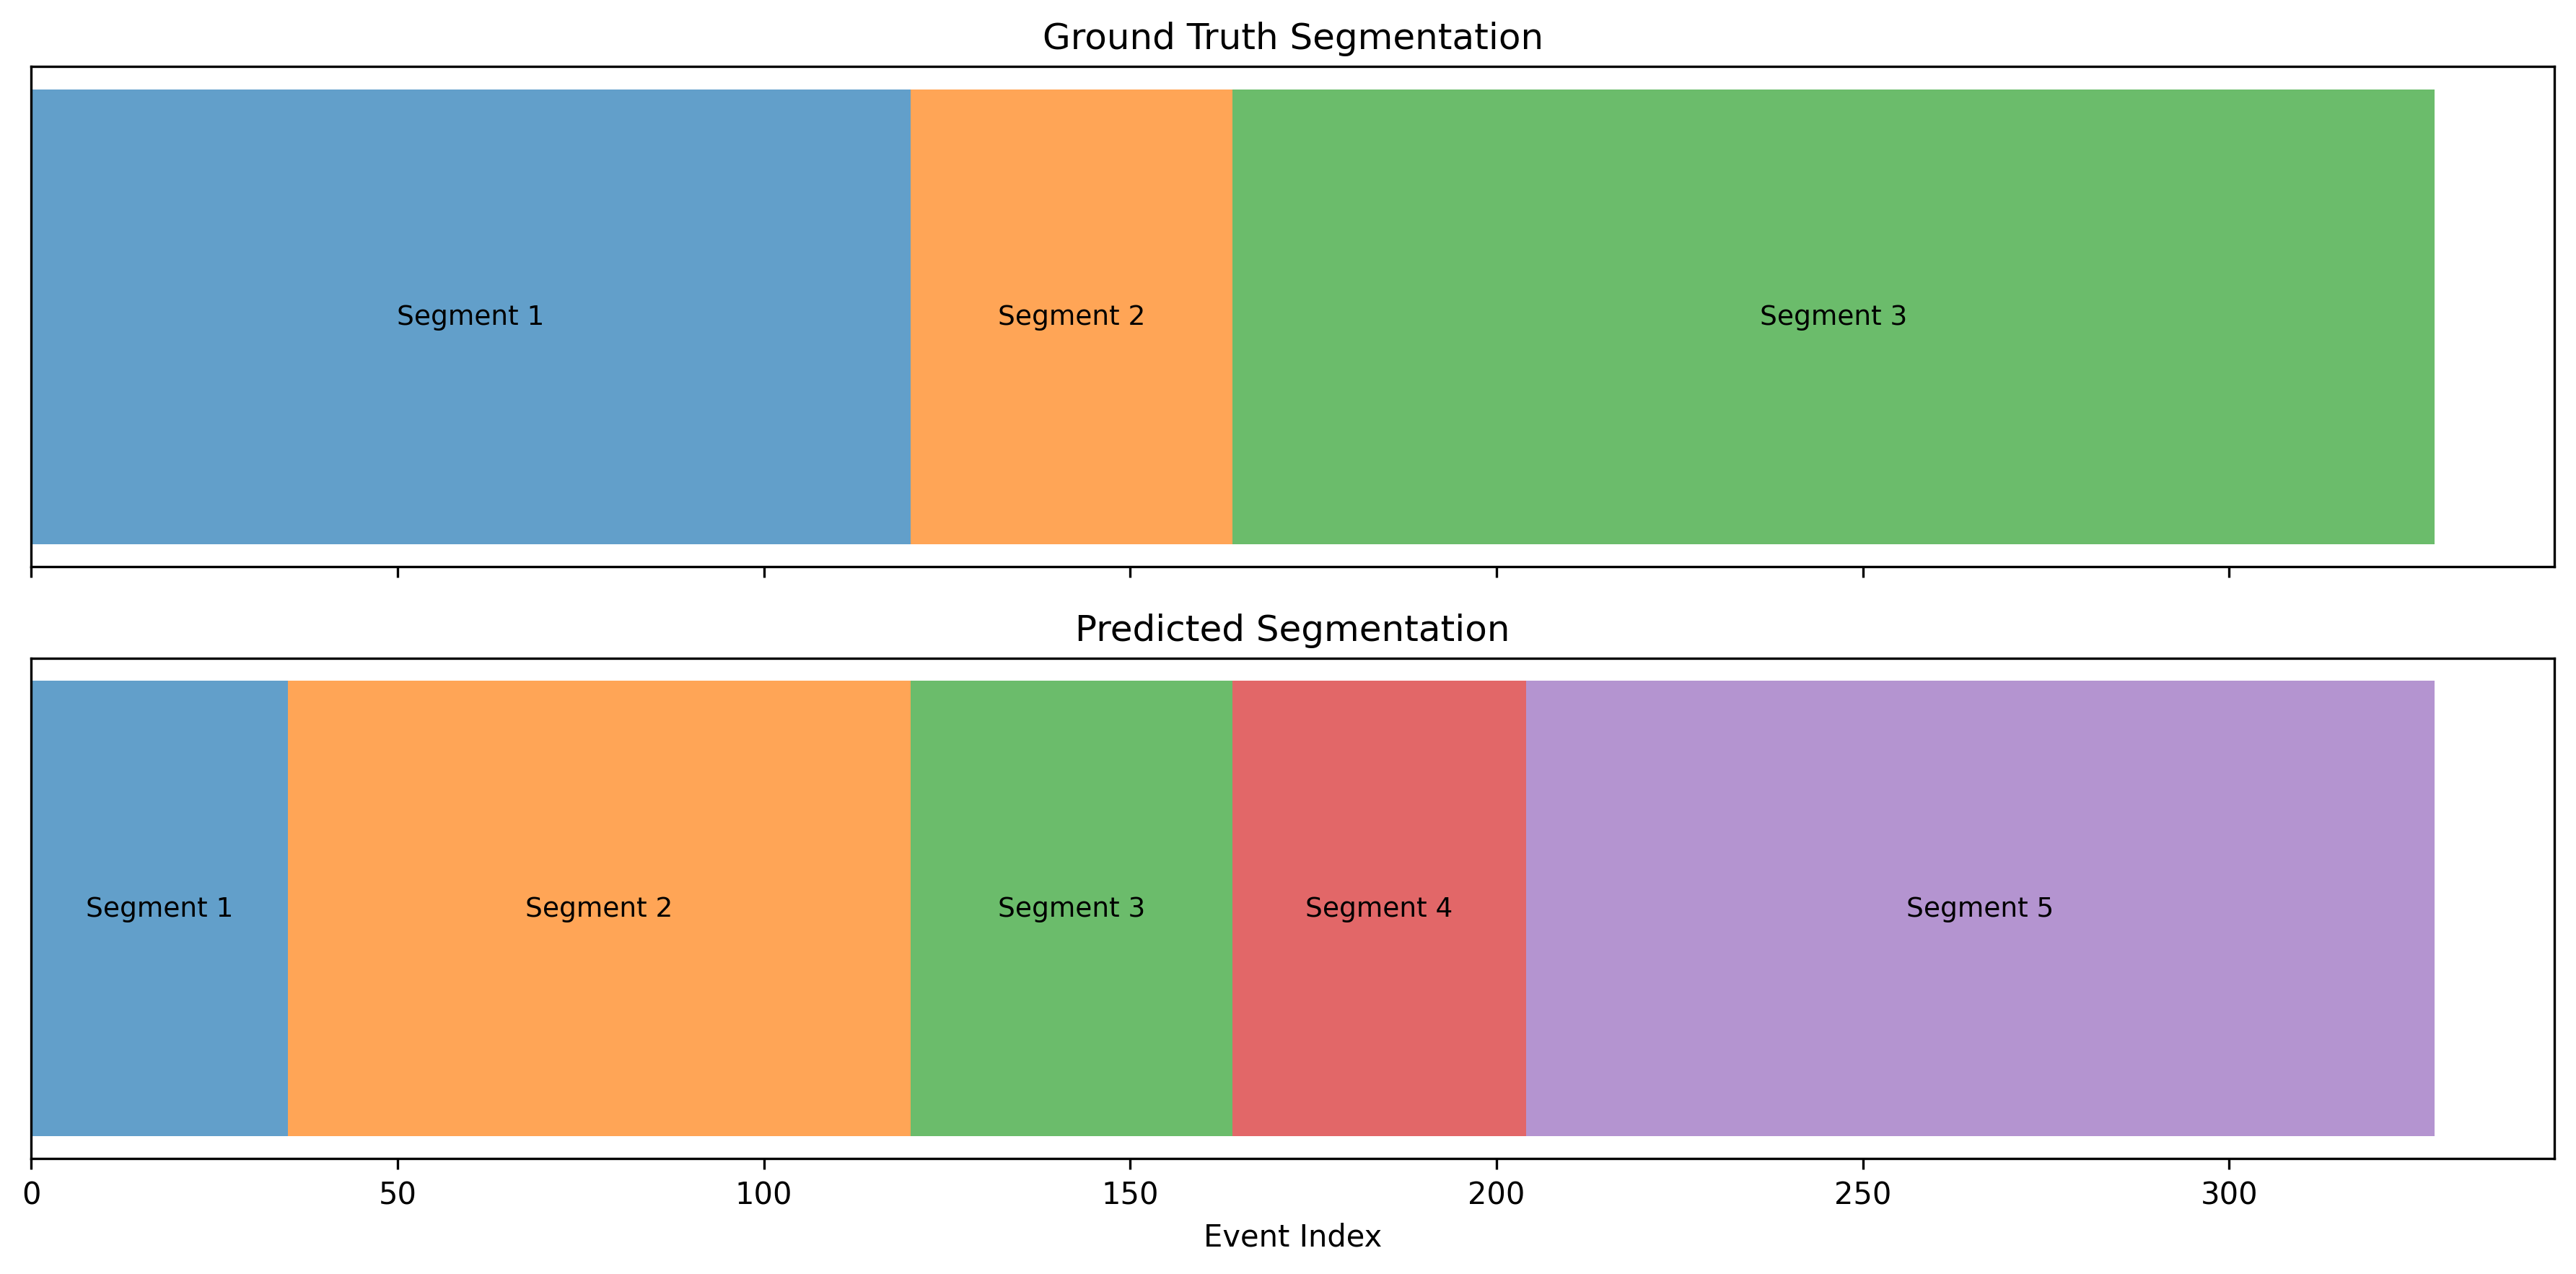 Ground Truth Segmentation
Segment 1 Segment 2 Segment 3
Predicted Segmentation
Segment 1 Segment 2 Segment 3 Segment 4 Segment 5
0 50 100 150 200 250 300
Event Index